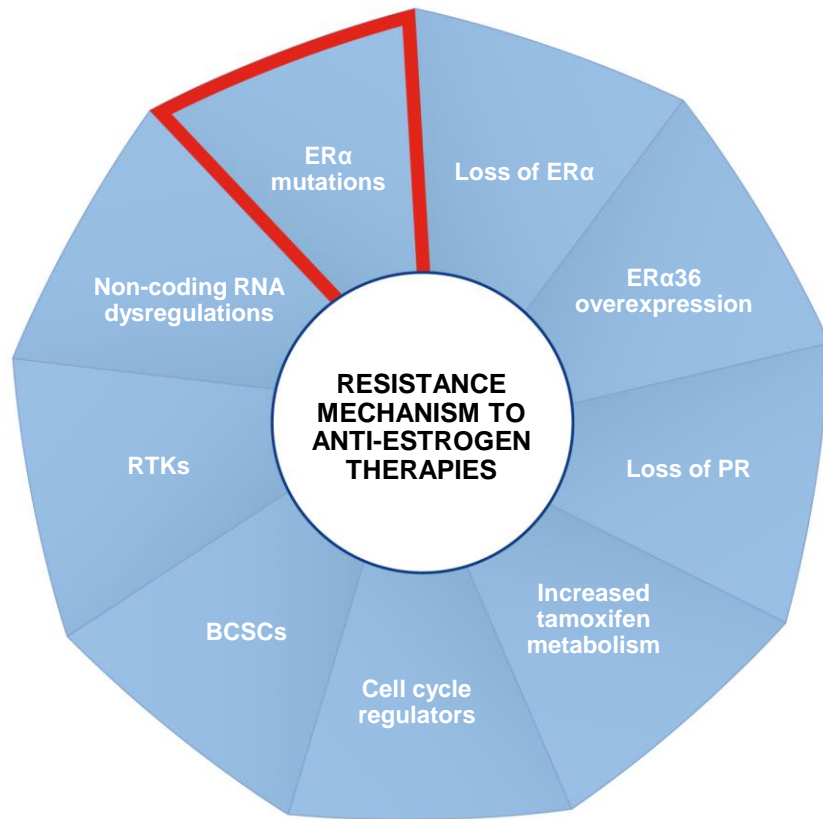 ERα
mutations
Loss of ERα
ERα36
overexpression
Loss of PR
Increased
tamoxifen
metabolism
Cell cycle
regulators
BCSCs
RTKs
Non-coding RNA
dysregulations
RESISTANCE
MECHANISM TO
ANTI-ESTROGEN
THERAPIES